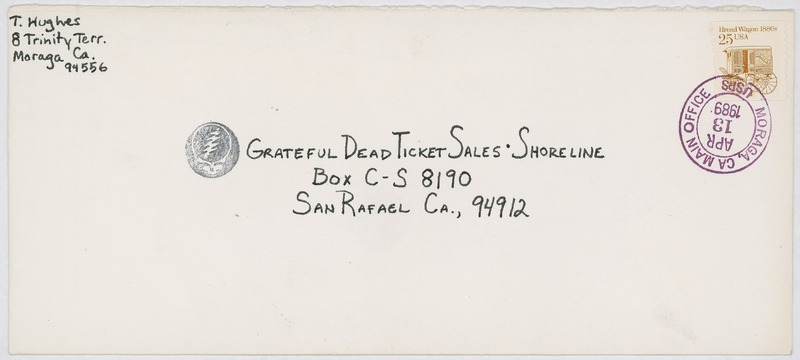 T. Hughes
8 Trinity Terr.
Moraga Ca.
94556
Bread Wagon 1880s
25 USA
MORAGA, CA MAIN OFFICE
USPS
APR
13
1989
GRATEFUL DEAD TICKET SALES · SHORELINE
BOX C-S 8190
SAN RAFAEL CA., 94912